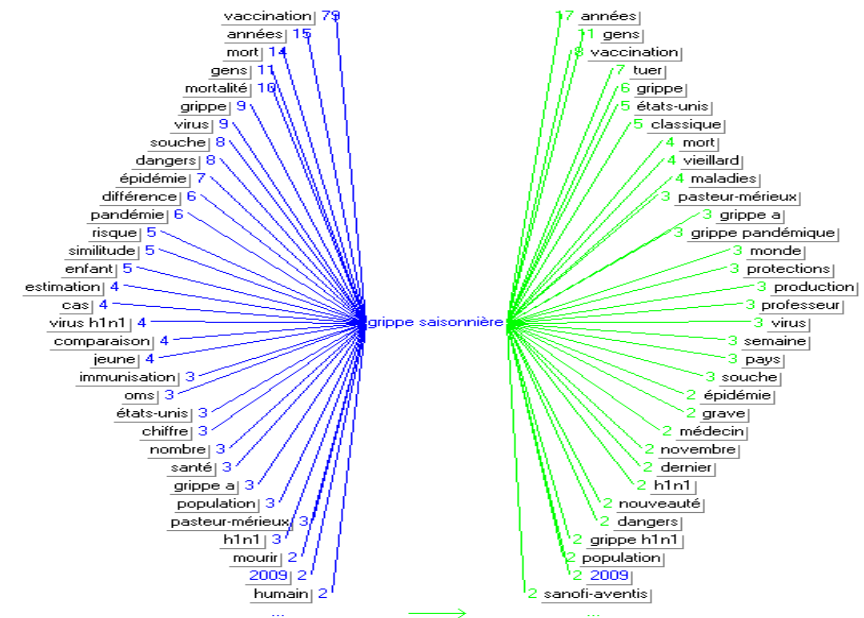 vaccination 79
années 15
mort 14
gens 11
mortalité 10
grippe 9
virus 9
souche 8
dangers 8
épidémie 7
différence 6
pandémie 6
risque 5
similitude 5
enfant 5
estimation 4
cas 4
virus h1n1 4
comparaison 4
jeune 4
immunisation 3
oms 3
états-unis 3
chiffre 3
nombre 3
santé 3
grippe a 3
population 3
pasteur-mérieux 3
h1n1 3
mourir 2
2009 2
humain 2
...
grippe saisonnière
17 années
11 gens
8 vaccination
7 tuer
6 grippe
5 états-unis
5 classique
4 mort
4 vieillard
4 maladies
3 pasteur-mérieux
3 grippe a
3 grippe pandémique
3 monde
3 protections
3 production
3 professeur
3 virus
3 semaine
3 pays
3 souche
2 épidémie
2 grave
2 médecin
2 novembre
2 dernier
2 h1n1
2 nouveauté
2 dangers
2 grippe h1n1
2 population
2 2009
2 sanofi-aventis
...